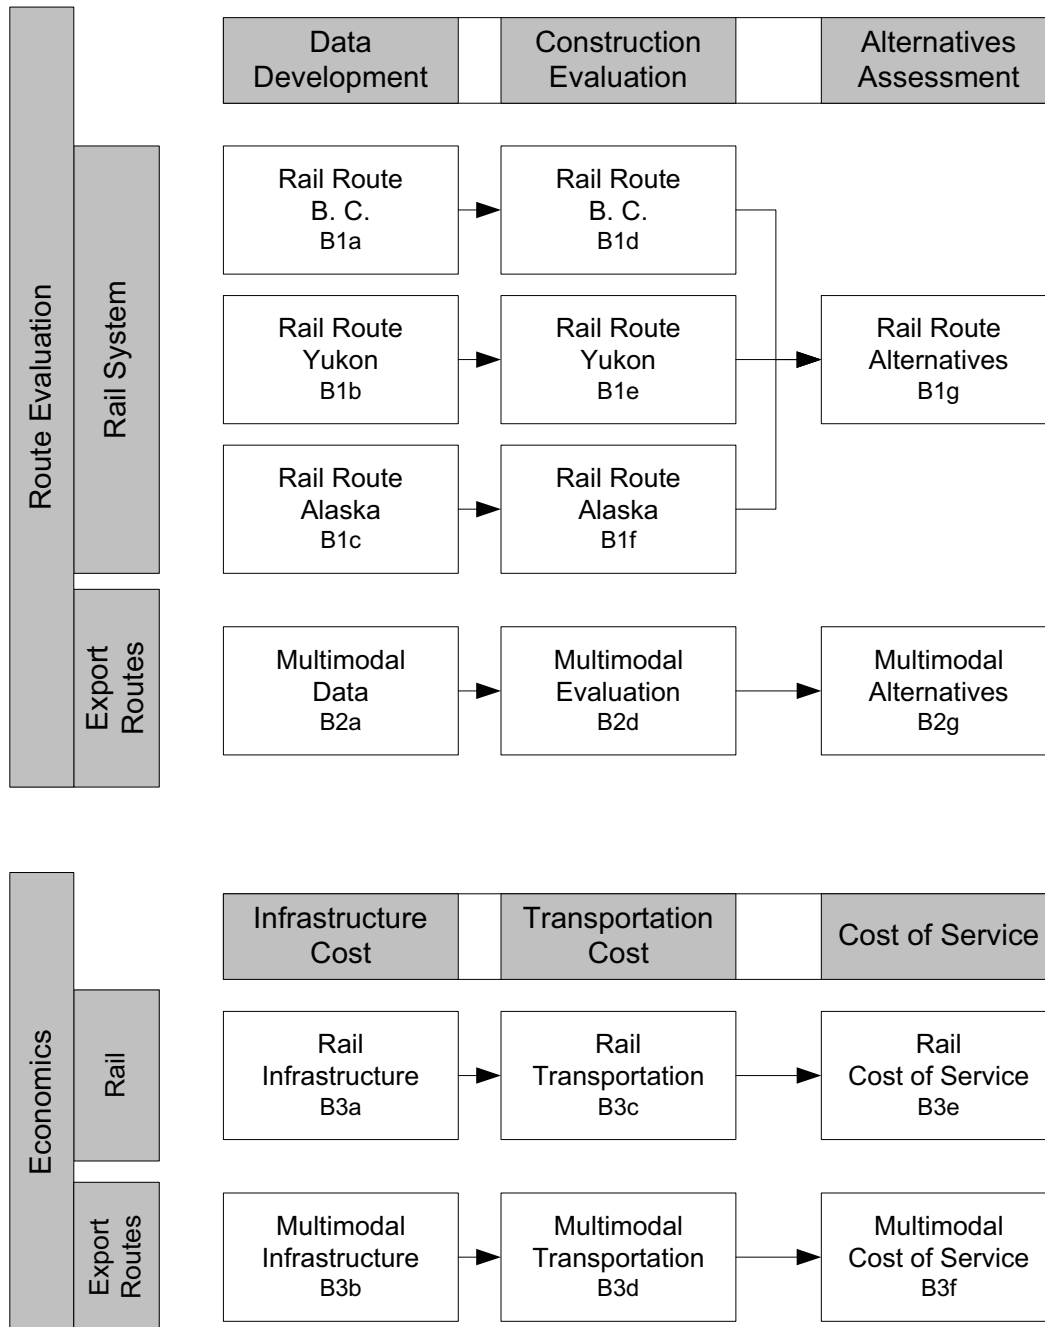 Route Evaluation
Rail System
Export
Routes
Data
Development
Construction
Evaluation
Alternatives
Assessment
Rail Route
B. C.
B1a
Rail Route
B. C.
B1d
Rail Route
Yukon
B1b
Rail Route
Yukon
B1e
Rail Route
Alternatives
B1g
Rail Route
Alaska
B1c
Rail Route
Alaska
B1f
Multimodal
Data
B2a
Multimodal
Evaluation
B2d
Multimodal
Alternatives
B2g
Economics
Rail
Export
Routes
Infrastructure
Cost
Transportation
Cost
Cost of Service
Rail
Infrastructure
B3a
Rail
Transportation
B3c
Rail
Cost of Service
B3e
Multimodal
Infrastructure
B3b
Multimodal
Transportation
B3d
Multimodal
Cost of Service
B3f